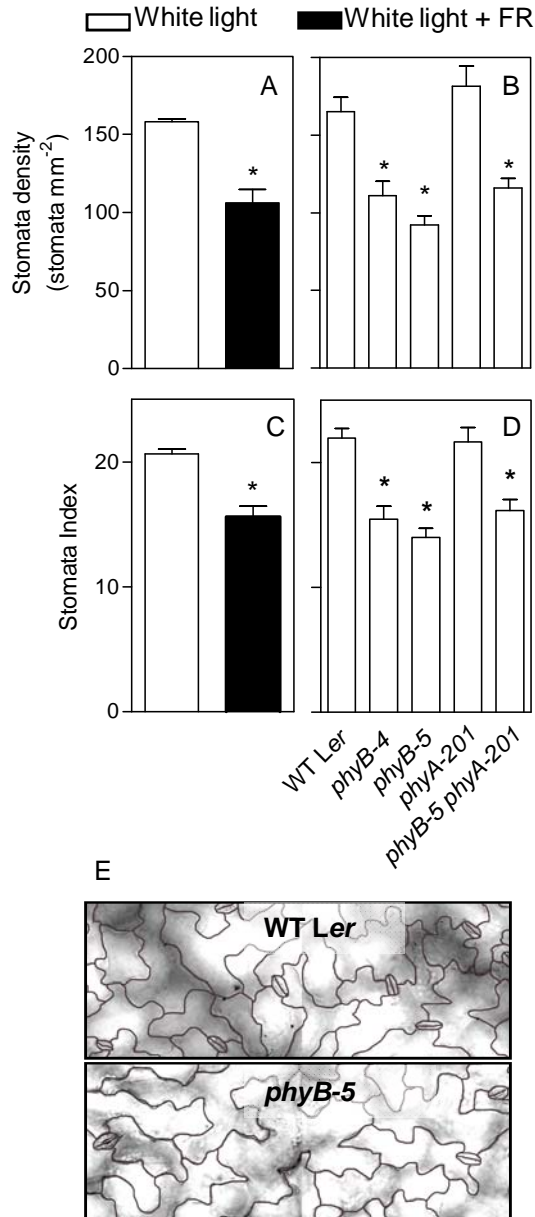 White light White light + FR
A
B
Stomata density
(stomata mm-2)
200
150
100
50
0
*
* * *
C
D
Stomata Index
20
10
0
*
* * *
WT Ler
phyB-4
phyB-5
phyA-201
phyB-5 phyA-201
E
WT Ler
phyB-5